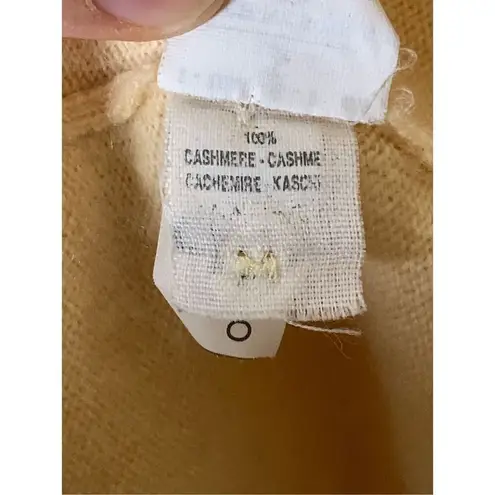 100%
CASHMERE - CASHME
CACHEMIRE - KASCH
O